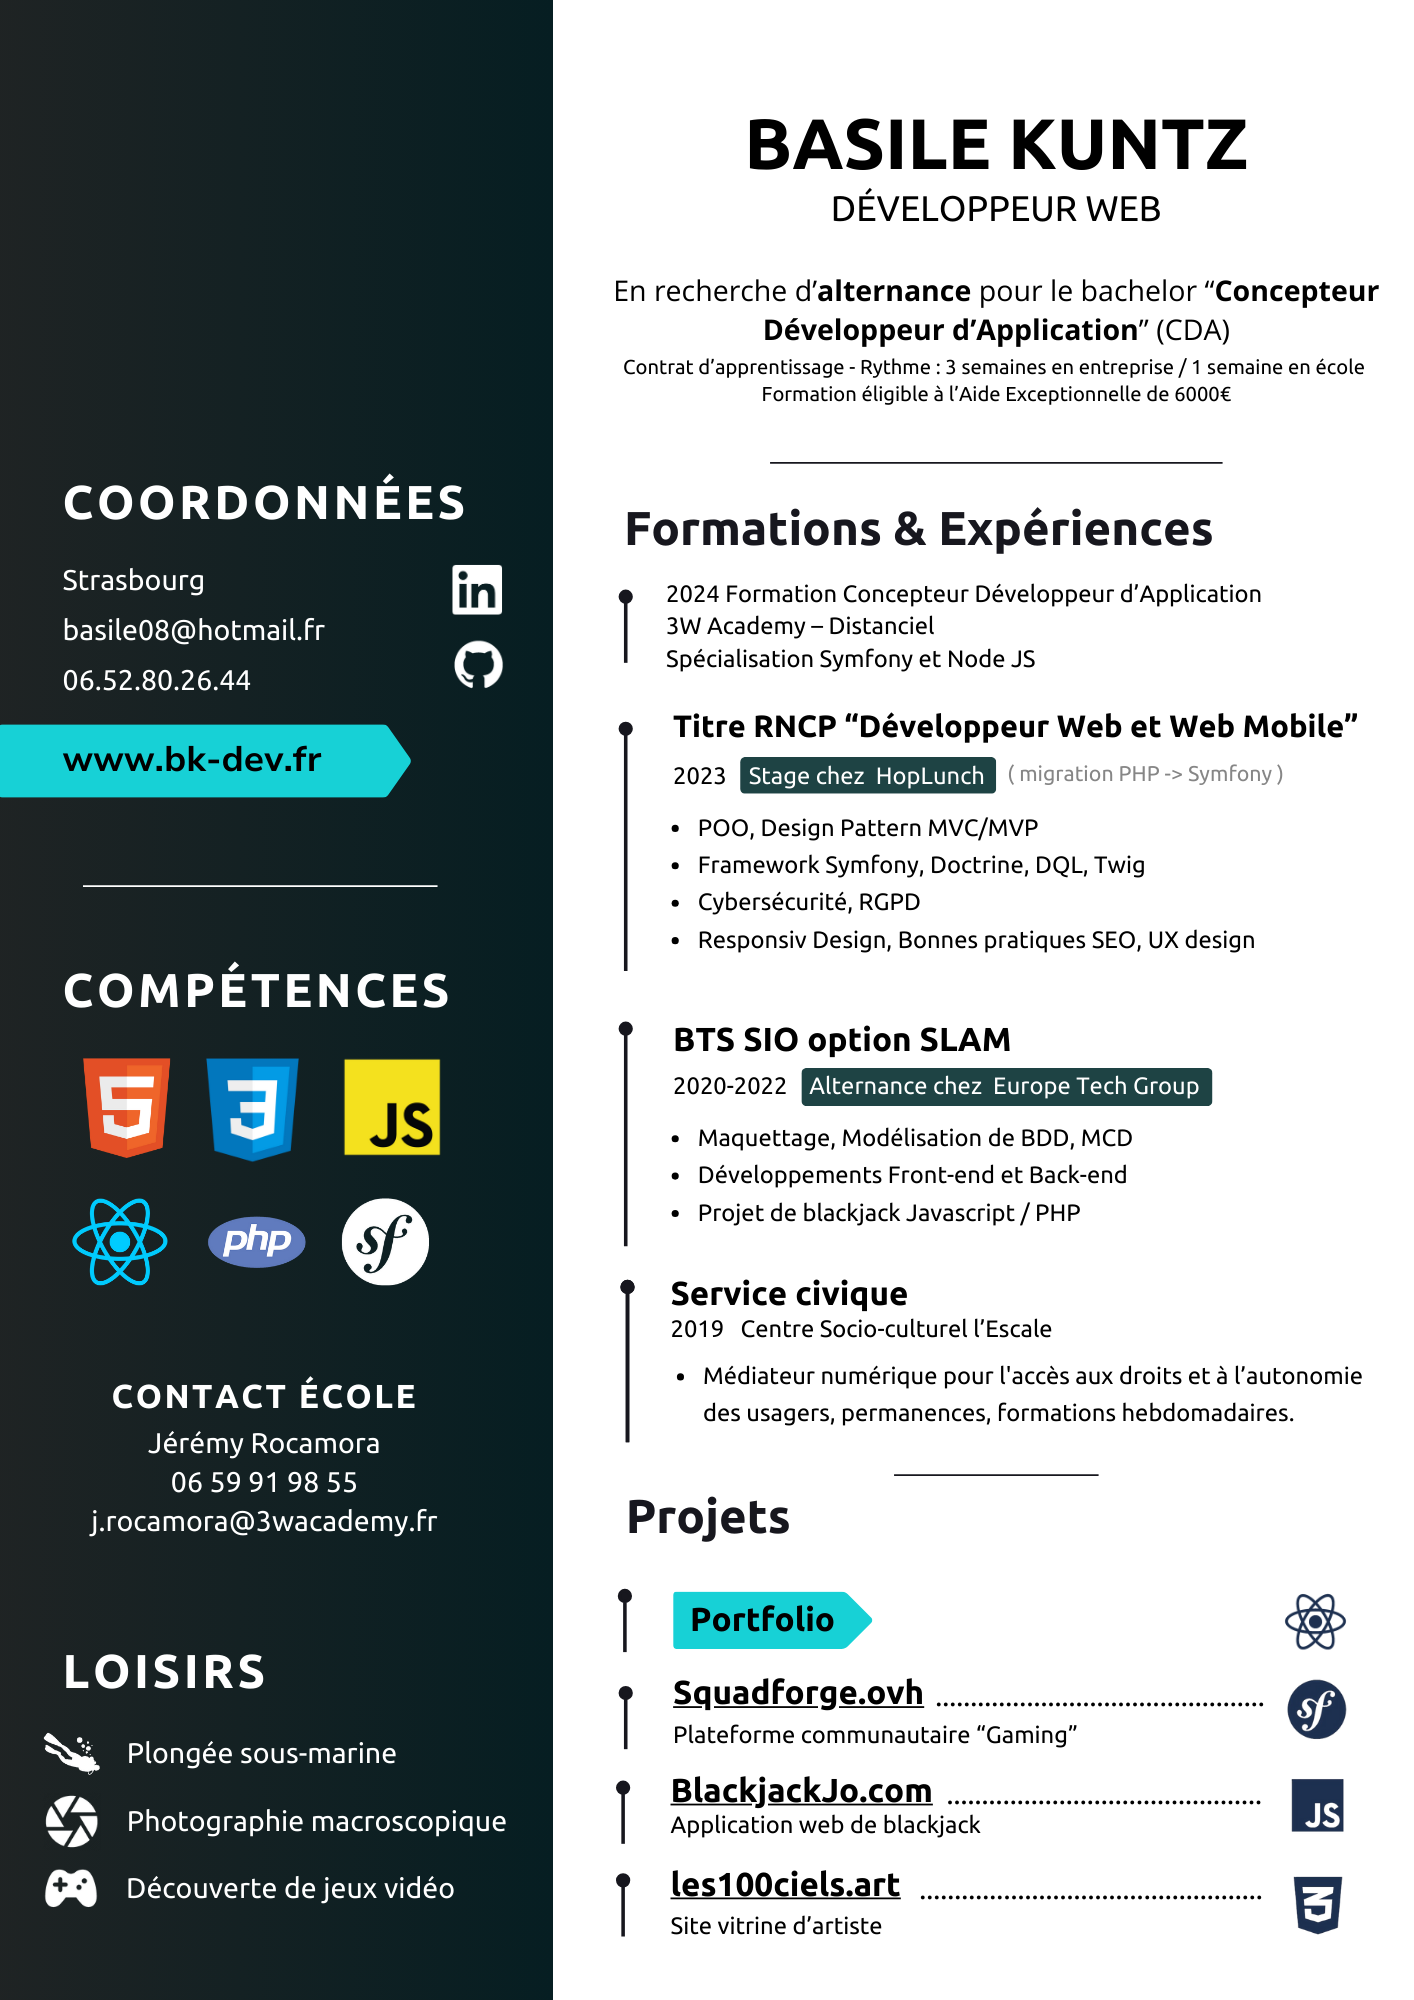 BASILE KUNTZ
DÉVELOPPEUR WEB
En recherche d’alternance pour le bachelor “Concepteur
Développeur d’Application” (CDA)
Contrat d’apprentissage - Rythme : 3 semaines en entreprise / 1 semaine en école
Formation éligible à l’Aide Exceptionnelle de 6000€
COORDONNÉES
Strasbourg
basile08@hotmail.fr
06.52.80.26.44
in
www.bk-dev.fr
COMPÉTENCES
5
3
JS
php
sf
CONTACT ÉCOLE
Jérémy Rocamora
06 59 91 98 55
j.rocamora@3wacademy.fr
LOISIRS
Plongée sous-marine
Photographie macroscopique
Découverte de jeux vidéo
Formations & Expériences
2024 Formation Concepteur Développeur d’Application
3W Academy – Distanciel
Spécialisation Symfony et Node JS
Titre RNCP “Développeur Web et Web Mobile”
2023 Stage chez HopLunch ( migration PHP -> Symfony )
• POO, Design Pattern MVC/MVP
• Framework Symfony, Doctrine, DQL, Twig
• Cybersécurité, RGPD
• Responsiv Design, Bonnes pratiques SEO, UX design
BTS SIO option SLAM
2020-2022 Alternance chez Europe Tech Group
• Maquettage, Modélisation de BDD, MCD
• Développements Front-end et Back-end
• Projet de blackjack Javascript / PHP
Service civique
2019 Centre Socio-culturel l’Escale
• Médiateur numérique pour l'accès aux droits et à l’autonomie
des usagers, permanences, formations hebdomadaires.
Projets
Portfolio
Squadforge.ovh ................................................ sf
Plateforme communautaire “Gaming”
BlackjackJo.com .............................................. JS
Application web de blackjack
les100ciels.art .................................................. 3
Site vitrine d’artiste